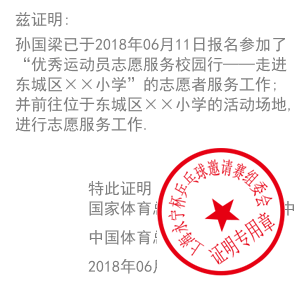 兹证明：
孙国梁已于2018年06月11日报名参加了
“优秀运动员志愿服务校园行——走进
东城区××小学”的志愿者服务工作；
并前往位于东城区××小学的活动场地,
进行志愿服务工作.
特此证明
国家体育 中
中国体育
2018年06
上海永宁杯乒乓球邀请赛组委会
证明专用章